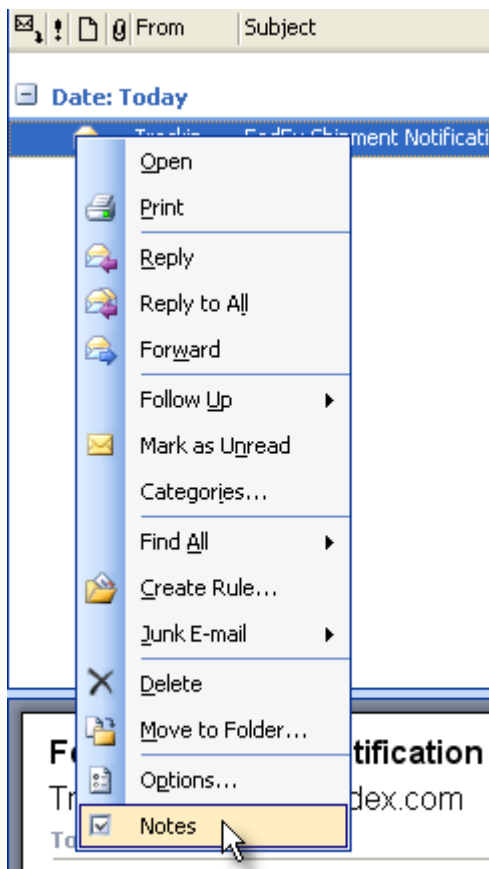 From Subject
Date: Today
Shipment Notificati
Open
Print
Reply
Reply to All
Forward
Follow Up
Mark as Unread
Categories...
Find All
Create Rule...
Junk E-mail
Delete
Move to Folder...
tification
Options...
dex.com
Notes